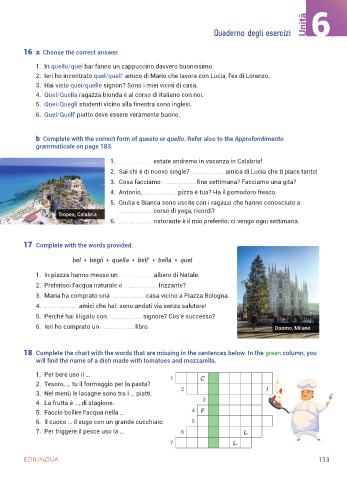 Quaderno degli esercizi Unità 6
16 a Choose the correct answer.
1. In quello/quel bar fanno un cappuccino davvero buonissimo.
2. Ieri ho incontrato quel/quell' amico di Mario che lavora con Lucia, l'ex di Lorenzo.
3. Hai visto quei/quelle signori? Sono i miei vicini di casa.
4. Quel/Quella ragazza bionda è al corso di italiano con noi.
5. Quei/Quegli studenti vicino alla finestra sono inglesi.
6. Quel/Quell' piatto deve essere veramente buono.
b Complete with the correct form of questo or quello. Refer also to the Approfondimento
grammaticale on page 183.
1. .................... estate andremo in vacanza in Calabria!
2. Sai chi è di nuovo single? .................... amica di Lucia che ti piace tanto!
3. Cosa facciamo .................... fine settimana? Facciamo una gita?
4. Antonio, .................... pizza è tua? Ha il pomodoro fresco.
5. Giulia e Bianca sono uscite con i ragazzi che hanno conosciuto a
.................... corso di yoga, ricordi?
6. .................... ristorante è il mio preferito: ci vengo ogni settimana.
Tropea, Calabria
17 Complete with the words provided.
bel * begli * quella * bell' * bella * quel
1. In piazza hanno messo un .................... albero di Natale.
2. Preferisci l'acqua naturale o .................... frizzante?
3. Maria ha comprato una .................... casa vicino a Piazza Bologna.
4. .................... amici che hai: sono andati via senza salutare!
5. Perché hai litigato con .................... signore? Cos'è successo?
6. Ieri ho comprato un .................... libro.
Duomo, Milano
18 Complete the chart with the words that are missing in the sentences below. In the green column, you
will find the name of a dish made with tomatoes and mozzarella.
1. Per bere uso il ...
2. Tesoro, ... tu il formaggio per la pasta?
3. Nel menù le lasagne sono tra i ... piatti.
4. La frutta è ..., di stagione.
5. Faccio bollire l'acqua nella ...
6. Il cuoco ... il sugo con un grande cucchiaio.
7. Per friggere il pesce uso la ...
1 C
2 I
3
4 F
5
6 L
7 L
EDILINGUA
113